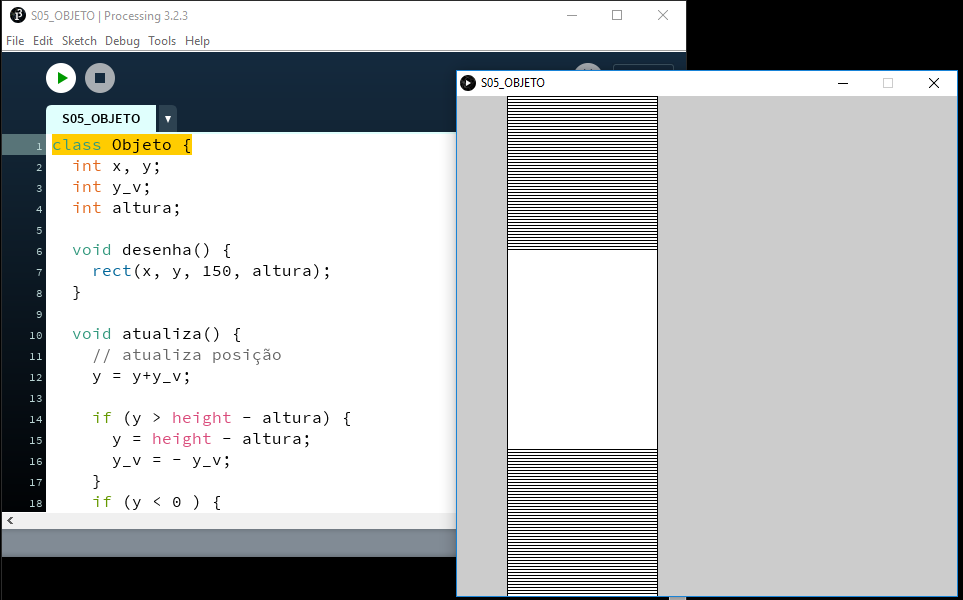 S05_OBJETO | Processing 3.2.3
File Edit Sketch Debug Tools Help
S05_OBJETO
S05_OBJETO
1 class Objeto {
2 int x, y;
3 int y_v;
4 int altura;
5
6 void desenha() {
7 rect(x, y, 150, altura);
8 }
9
10 void atualiza() {
11 // atualiza posição
12 y = y+y_v;
13
14 if (y > height - altura) {
15 y = height - altura;
16 y_v = - y_v;
17 }
18 if (y < 0 ) {